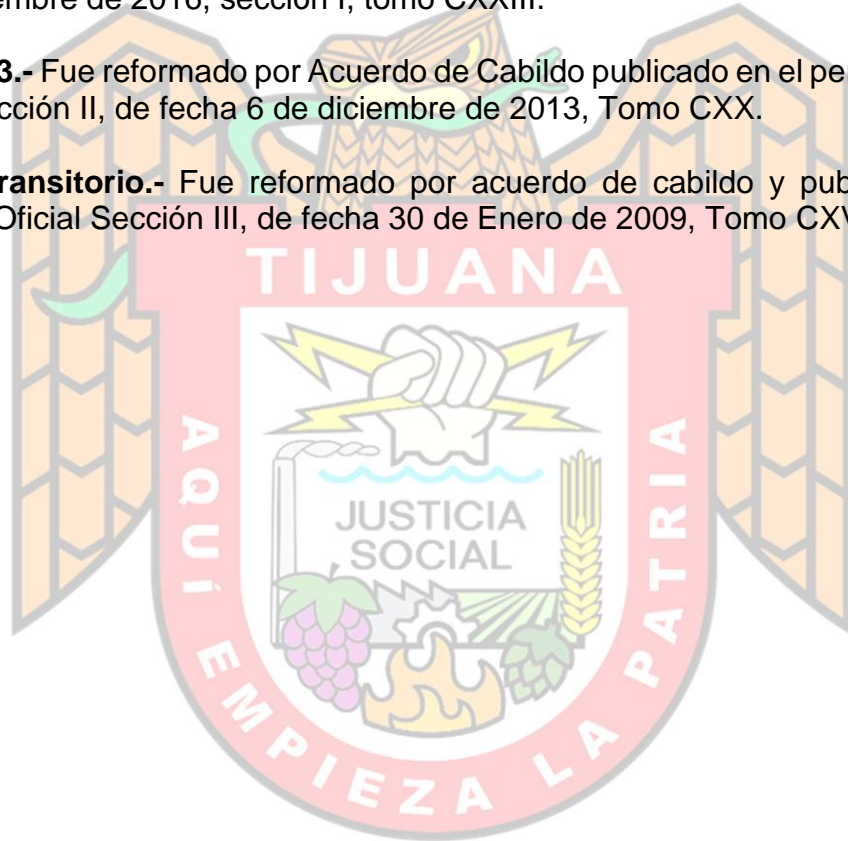 embre de 2016, sección I, tomo CXXIII.
3.- Fue reformado por Acuerdo de Cabildo publicado en el pe
cción II, de fecha 6 de diciembre de 2013, Tomo CXX.
ransitorio.- Fue reformado por acuerdo de cabildo y pub
Oficial Sección III, de fecha 30 de Enero de 2009, Tomo CXV
TIJUANA
JUSTICIA
SOCIAL
AQUÍ EMPIEZA LA PATRIA